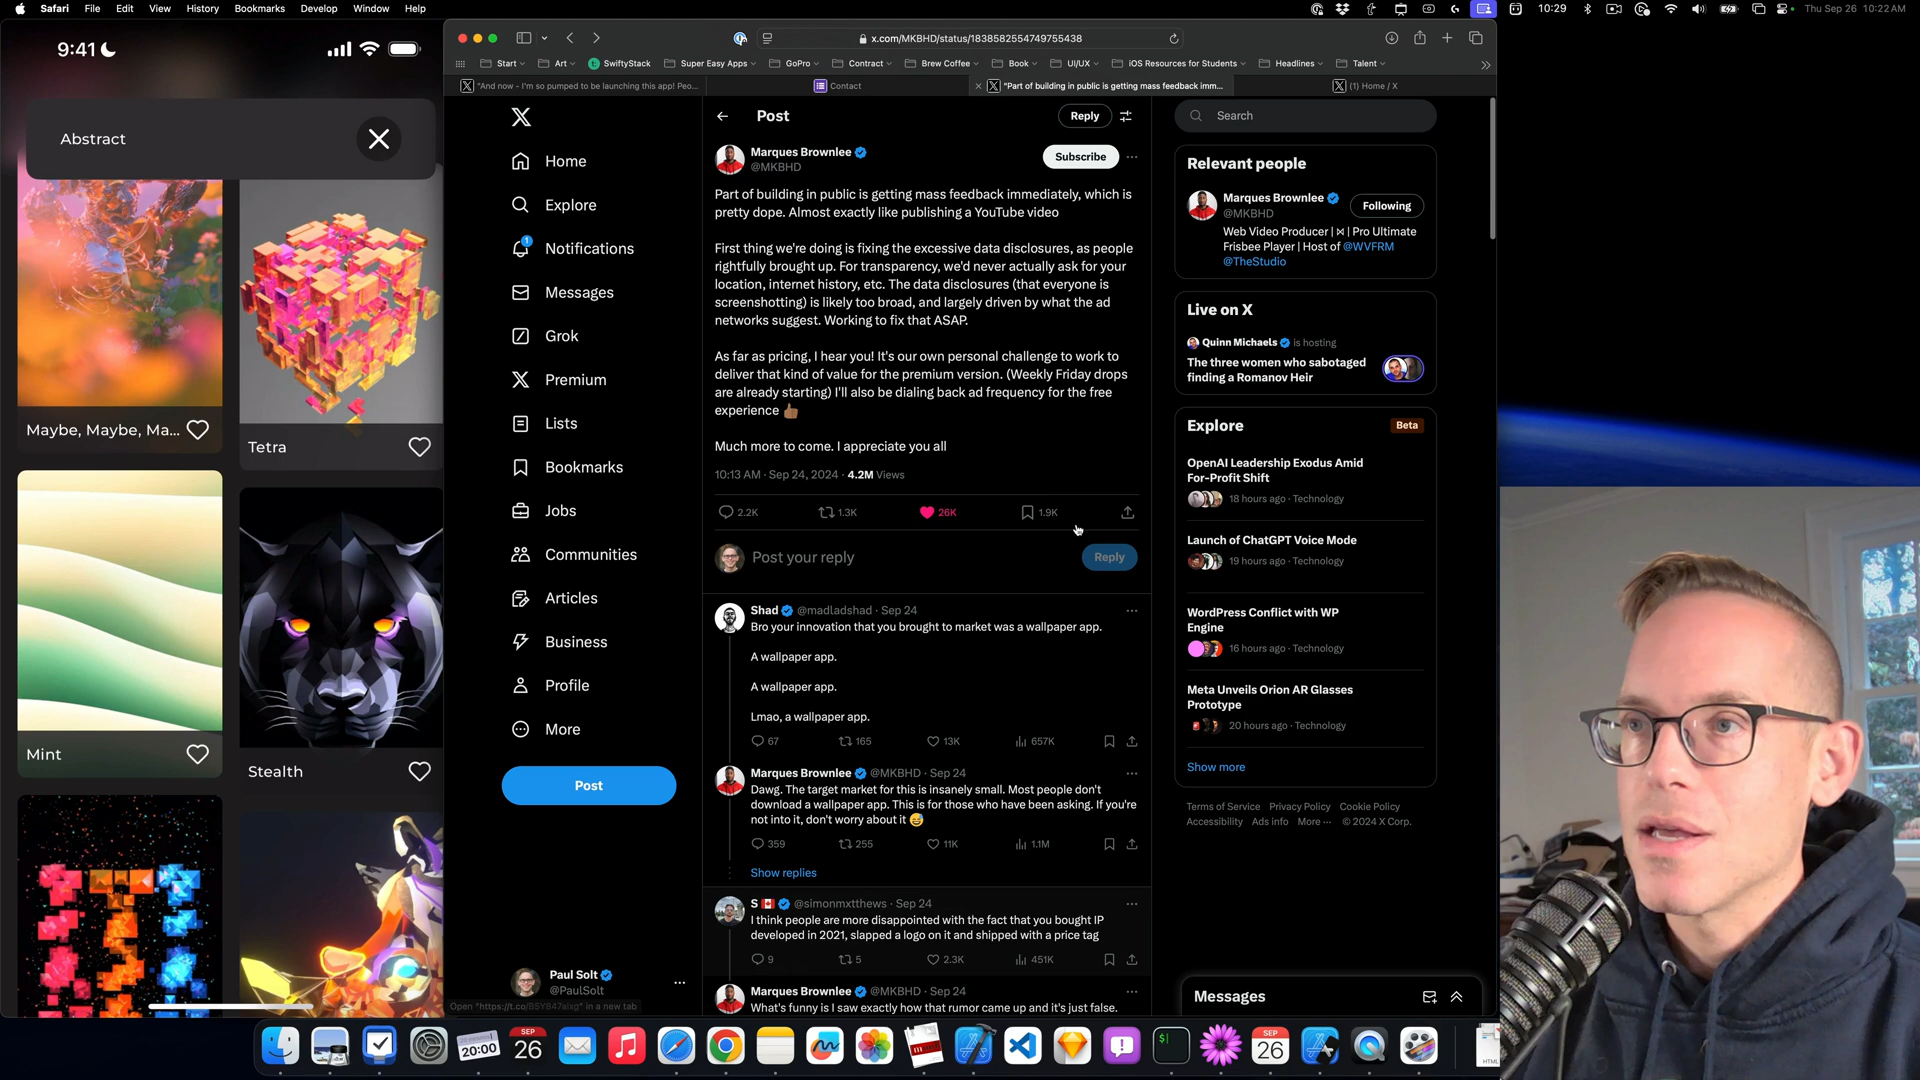 Safari File Edit View History Bookmarks Develop Window Help
10:29
Thu Sep 26 10:22 AM
9:41
Abstract
Maybe, Maybe, Ma...
Tetra
Mint
Stealth
x.com/MKBHD/status/1838582554749755438
Start
Art
SwiftyStack
Super Easy Apps
GoPro
Contract
Brew Coffee
Book
UI/UX
iOS Resources for Students
Headlines
Talent
"And now - I'm so pumped to be launching this app! Peo...
Contact
"Part of building in public is getting mass feedback imm...
(1) Home / X
Home
Explore
1
Notifications
Messages
Grok
Premium
Lists
Bookmarks
Jobs
Communities
Articles
Business
Profile
More
Post
Paul Solt
@PaulSolt
Post
Reply
Marques Brownlee
@MKBHD
Subscribe
Part of building in public is getting mass feedback immediately, which is
pretty dope. Almost exactly like publishing a YouTube video
First thing we're doing is fixing the excessive data disclosures, as people
rightfully brought up. For transparency, we'd never actually ask for your
location, internet history, etc. The data disclosures (that everyone is
screenshotting) is likely too broad, and largely driven by what the ad
networks suggest. Working to fix that ASAP.
As far as pricing, I hear you! It's our own personal challenge to work to
deliver that kind of value for the premium version. (Weekly Friday drops
are already starting) I'll also be dialing back ad frequency for the free
experience 👍🏾
Much more to come. I appreciate you all
10:13 AM · Sep 24, 2024 · 4.2M Views
2.2K
1.3K
26K
1.9K
Post your reply
Reply
Shad @madladshad · Sep 24
Bro your innovation that you brought to market was a wallpaper app.
A wallpaper app.
A wallpaper app.
Lmao, a wallpaper app.
67
165
13K
657K
Marques Brownlee @MKBHD · Sep 24
Dawg. The target market for this is insanely small. Most people don't
download a wallpaper app. This is for those who have been asking. If you're
not into it, don't worry about it 😅
359
255
11K
1.1M
Show replies
S 🇨🇦 @simonmxtthews · Sep 24
I think people are more disappointed with the fact that you bought IP
developed in 2021, slapped a logo on it and shipped with a price tag
9
5
2.3K
451K
Marques Brownlee @MKBHD · Sep 24
What's funny is I saw exactly how that rumor came up and it's just false.
Search
Relevant people
Marques Brownlee
@MKBHD
Following
Web Video Producer | ⋈ | Pro Ultimate
Frisbee Player | Host of @WVFRM
@TheStudio
Live on X
Quinn Michaels is hosting
The three women who sabotaged
finding a Romanov Heir
Explore
Beta
OpenAI Leadership Exodus Amid
For-Profit Shift
18 hours ago · Technology
Launch of ChatGPT Voice Mode
19 hours ago · Technology
WordPress Conflict with WP
Engine
16 hours ago · Technology
Meta Unveils Orion AR Glasses
Prototype
20 hours ago · Technology
Show more
Terms of Service Privacy Policy Cookie Policy
Accessibility Ads info More ··· © 2024 X Corp.
Messages
20:00
SEP
26
SEP
26
HTML